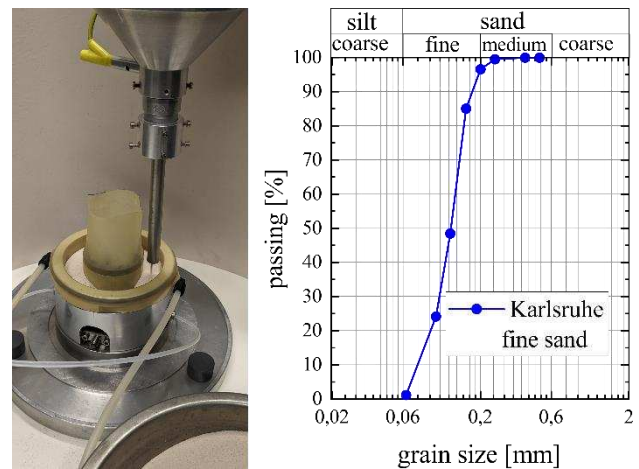 silt
sand
coarse
fine
medium
coarse
100
90
80
70
60
50
40
30
20
10
0
passing [%]
Karlsruhe
fine sand
0,02
0,06
0,2
0,6
2
grain size [mm]